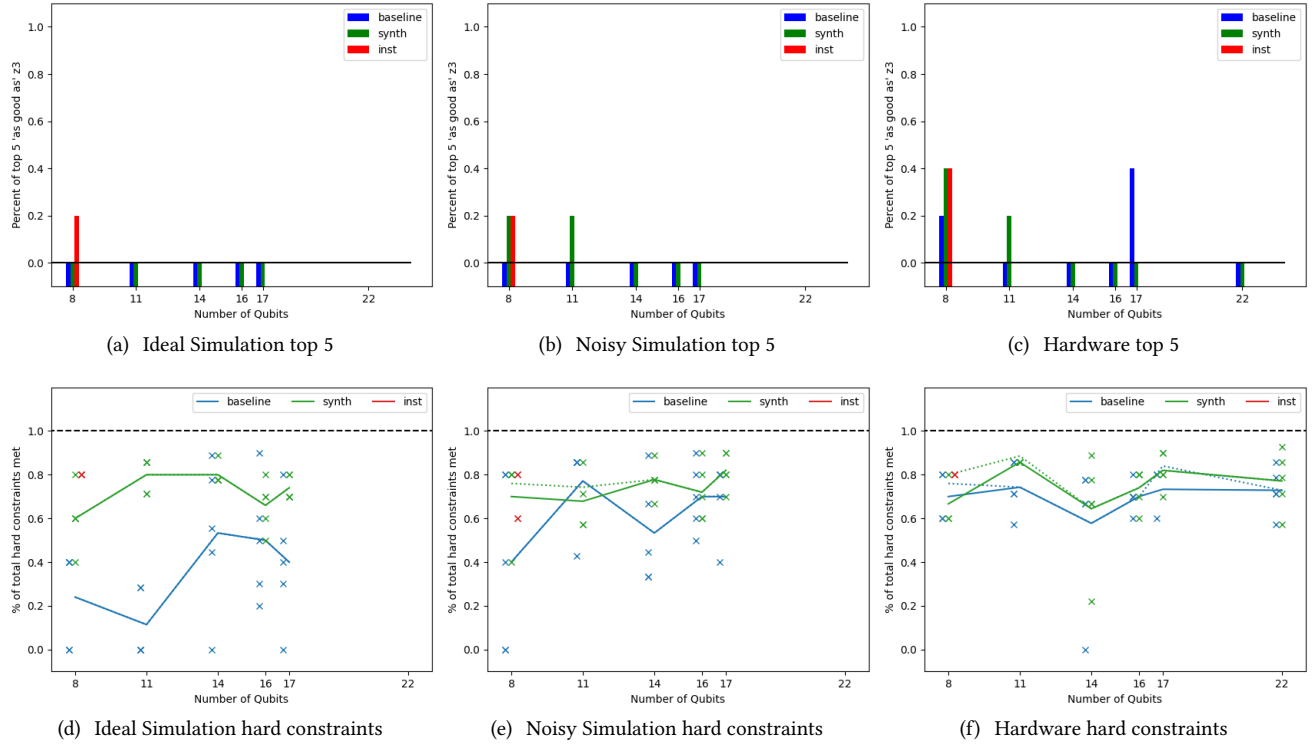 1.0
0.8
0.6
0.4
0.2
0.0
Percent of top 5 'as good as' z3
baseline
synth
inst
8 11 14 16 17 22
Number of Qubits
(a) Ideal Simulation top 5
1.0
0.8
0.6
0.4
0.2
0.0
Percent of top 5 'as good as' z3
baseline
synth
inst
8 11 14 16 17 22
Number of Qubits
(b) Noisy Simulation top 5
1.0
0.8
0.6
0.4
0.2
0.0
Percent of top 5 'as good as' z3
baseline
synth
inst
8 11 14 16 17 22
Number of Qubits
(c) Hardware top 5
baseline synth inst
1.0
0.8
0.6
0.4
0.2
0.0
% of total hard constraints met
8 11 14 16 17 22
Number of Qubits
(d) Ideal Simulation hard constraints
baseline synth inst
1.0
0.8
0.6
0.4
0.2
0.0
% of total hard constraints met
8 11 14 16 17 22
Number of Qubits
(e) Noisy Simulation hard constraints
baseline synth inst
1.0
0.8
0.6
0.4
0.2
0.0
% of total hard constraints met
8 11 14 16 17 22
Number of Qubits
(f) Hardware hard constraints